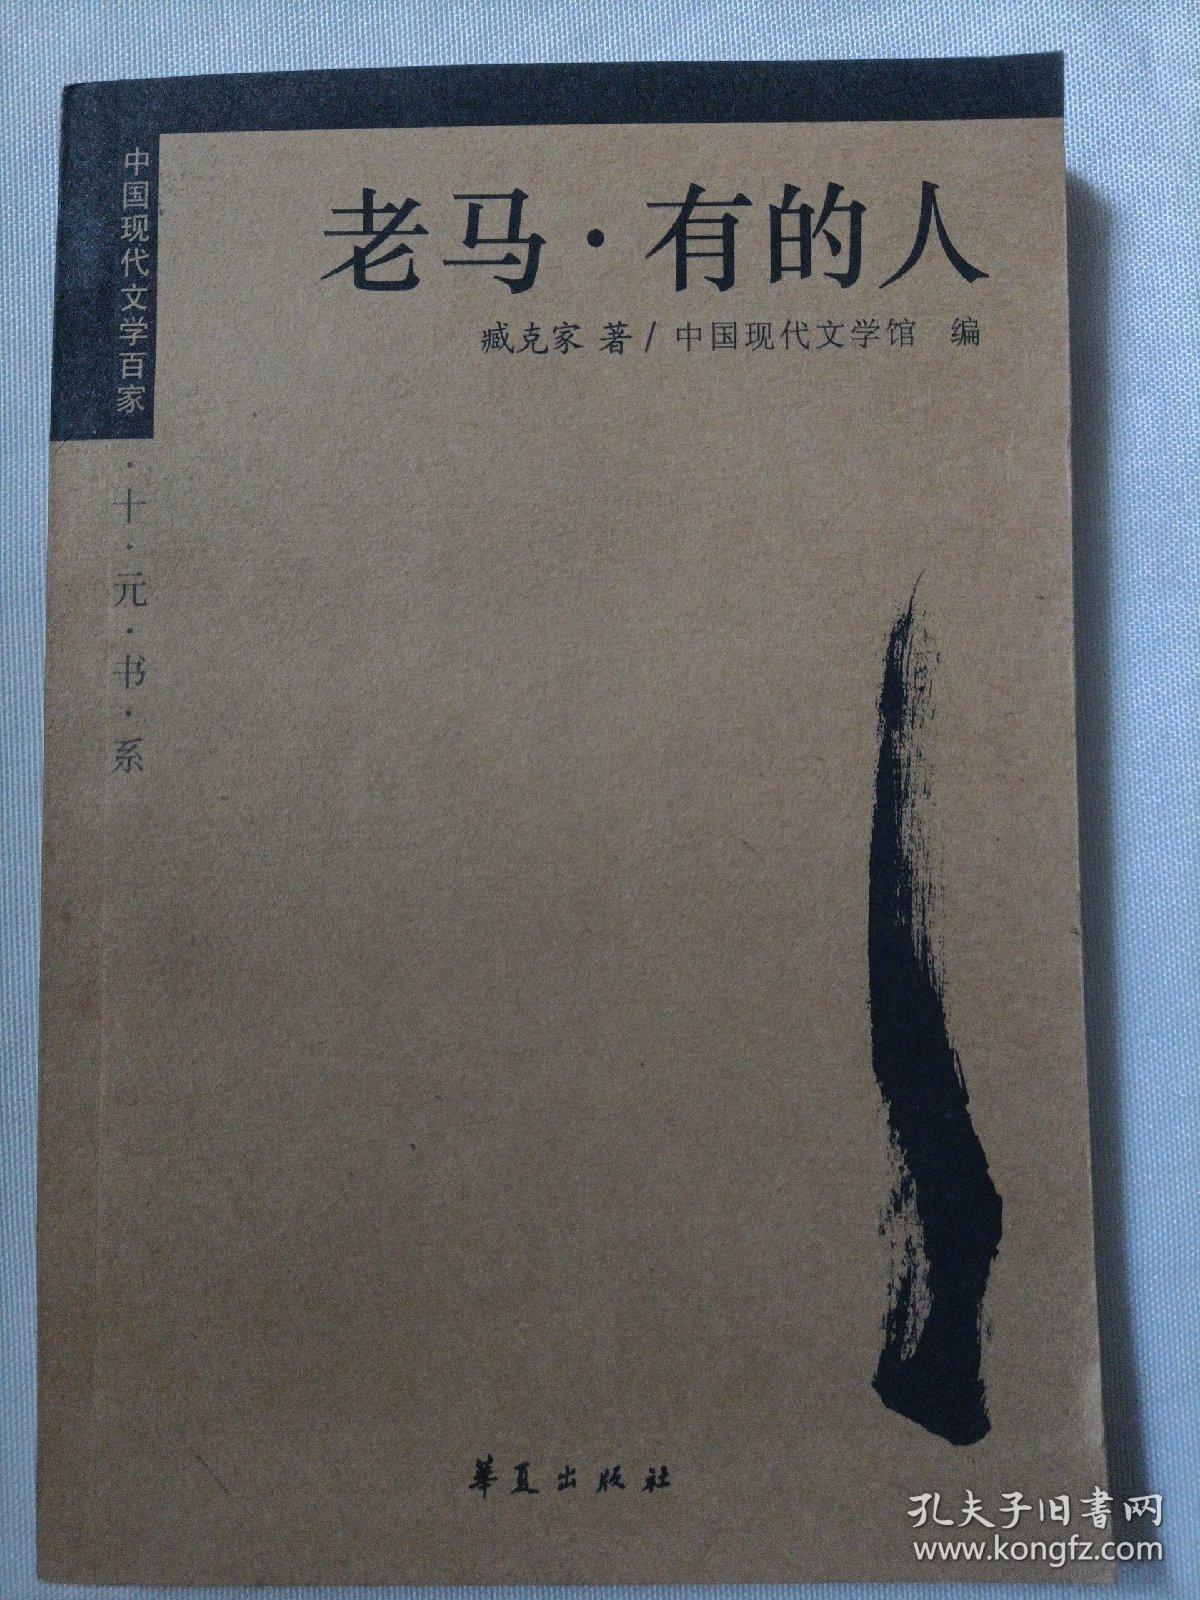 老马·有的人
臧克家 著/中国现代文学馆 编
中国现代文学百家
·十·元·书·系
华夏出版社
孔夫子旧書网
www.kongfz.com